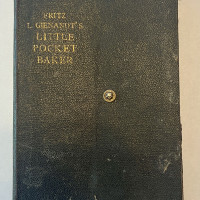 FRITZ
L. GIENANDT'S
LITTLE
POCKET
BAKER